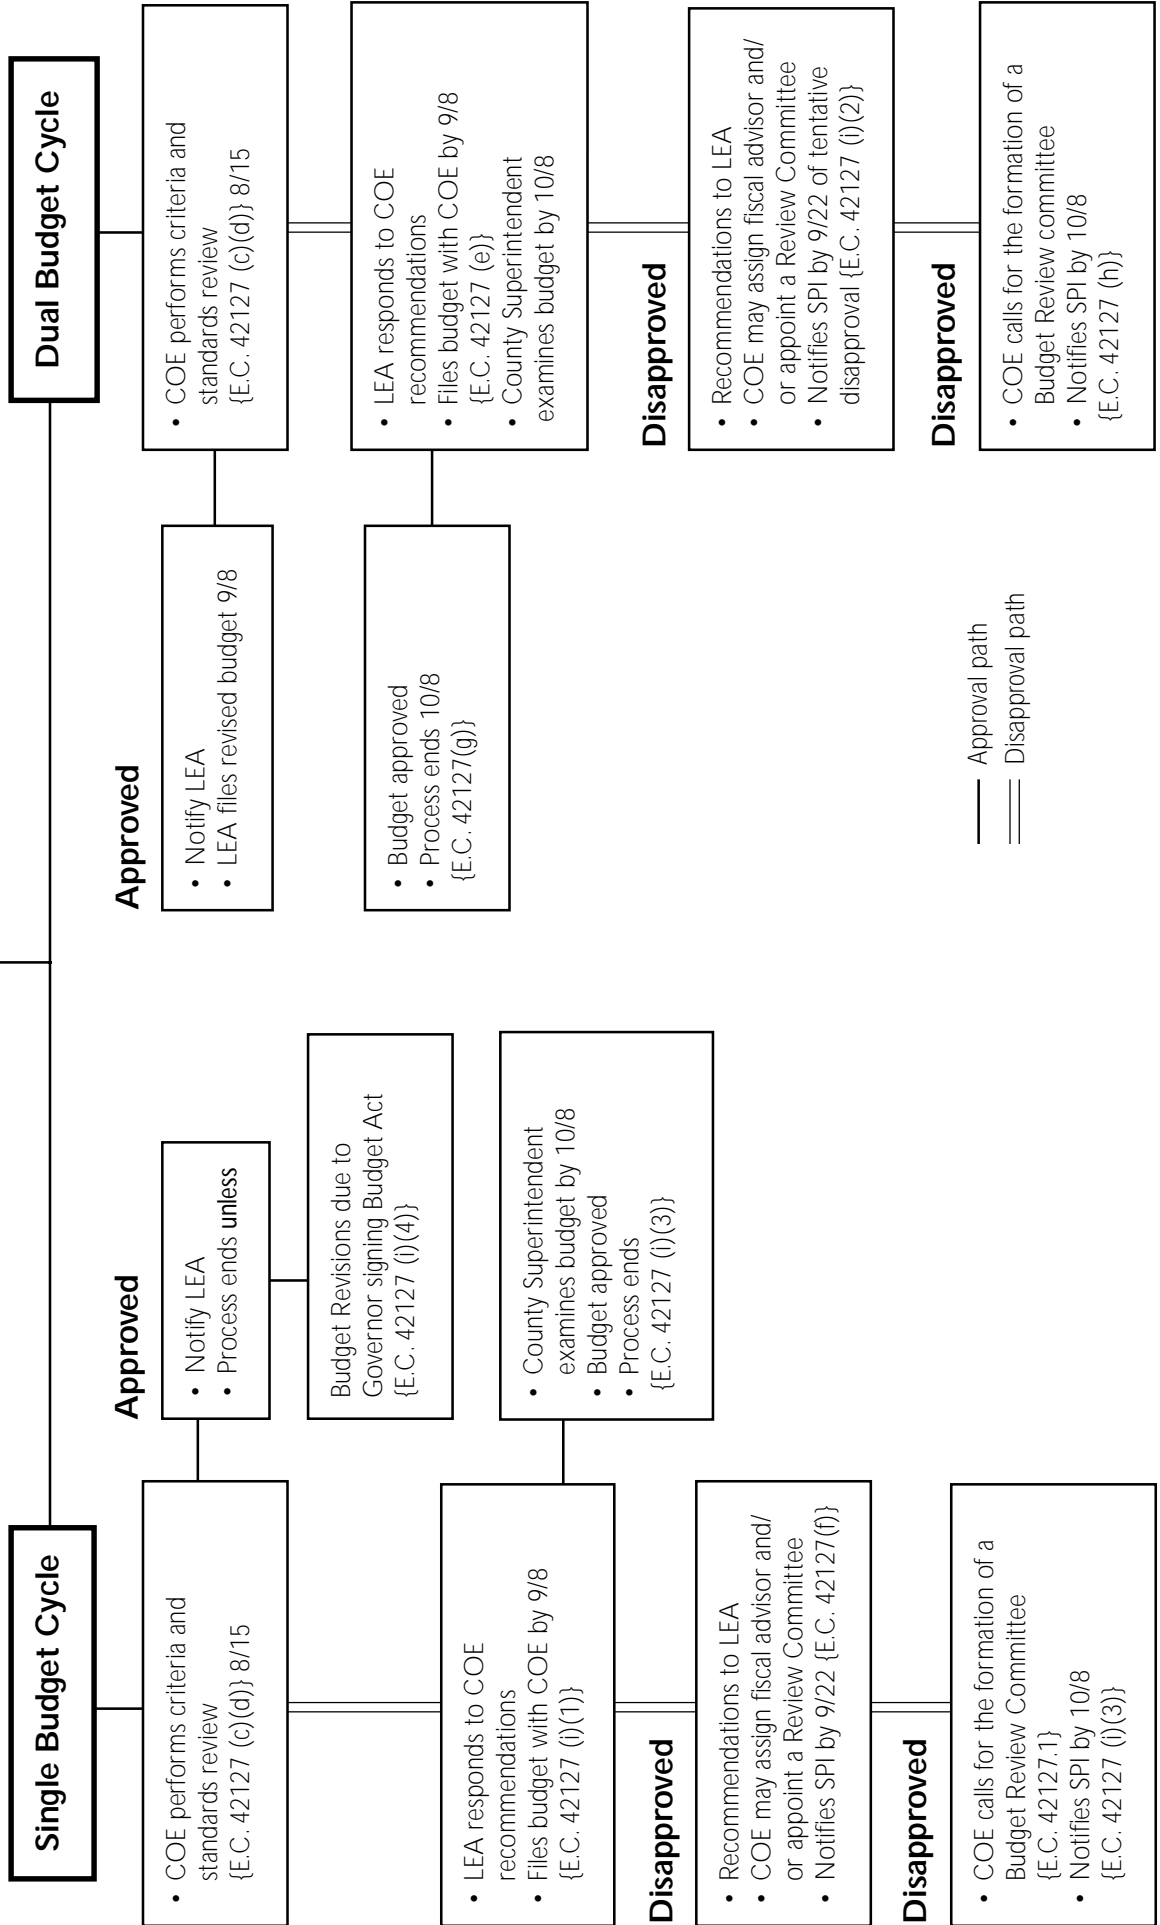 Single Budget Cycle
• COE performs criteria and
standards review
{E.C. 42127 (c)(d)} 8/15
• LEA responds to COE
recommendations
• Files budget with COE by 9/8
{E.C. 42127 (i)(1)}
Disapproved
• Recommendations to LEA
• COE may assign fiscal advisor and/
or appoint a Review Committee
• Notifies SPI by 9/22 {E.C. 42127(f)}
Disapproved
• COE calls for the formation of a
Budget Review Committee
{E.C. 42127.1}
• Notifies SPI by 10/8
{E.C. 42127 (i)(3)}
Approved
• Notify LEA
• Process ends unless
Budget Revisions due to
Governor signing Budget Act
{E.C. 42127 (i)(4)}
• County Superintendent
examines budget by 10/8
• Budget approved
• Process ends
{E.C. 42127 (i)(3)}
Approved
• Notify LEA
• LEA files revised budget 9/8
• Budget approved
• Process ends 10/8
{E.C. 42127(g)}
Approval path
Disapproval path
Dual Budget Cycle
• COE performs criteria and
standards review
{E.C. 42127 (c)(d)} 8/15
• LEA responds to COE
recommendations
• Files budget with COE by 9/8
{E.C. 42127 (e)}
• County Superintendent
examines budget by 10/8
Disapproved
• Recommendations to LEA
• COE may assign fiscal advisor and/
or appoint a Review Committee
• Notifies SPI by 9/22 of tentative
disapproval {E.C. 42127 (i)(2)}
Disapproved
• COE calls for the formation of a
Budget Review committee
• Notifies SPI by 10/8
{E.C. 42127 (h)}